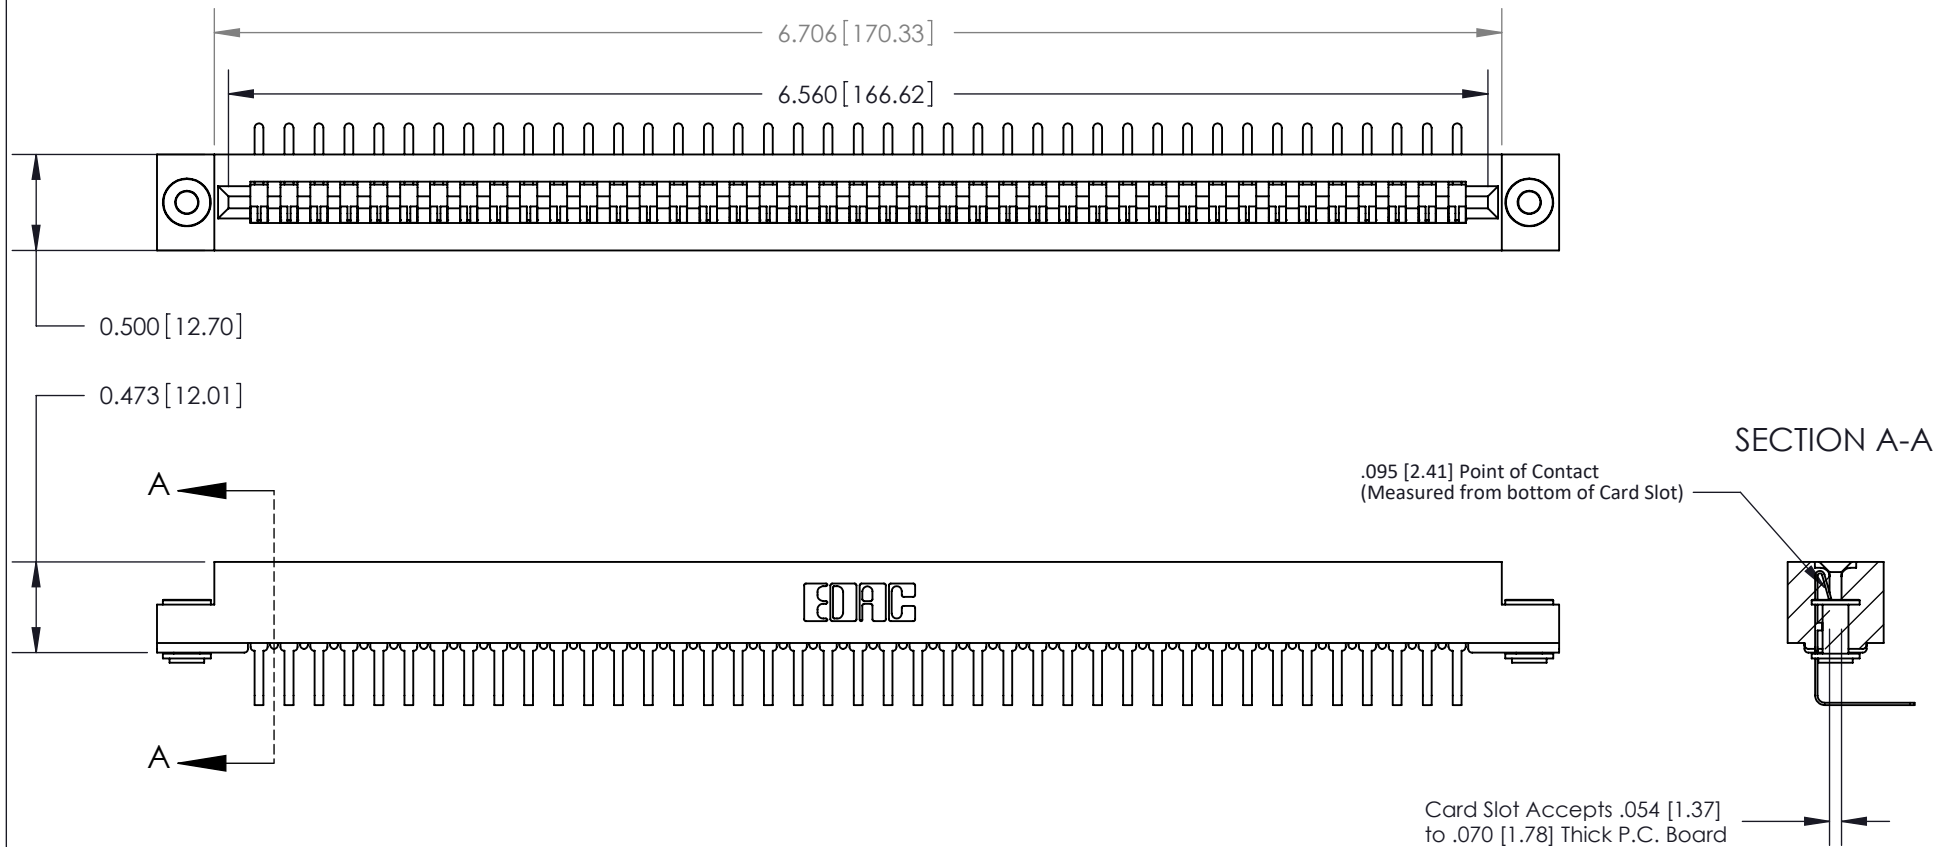 6.706 [170.33]
6.560 [166.62]
0.500 [12.70]
0.473 [12.01]
SECTION A-A
.095 [2.41] Point of Contact
(Measured from bottom of Card Slot)
A
EDAC
A
Card Slot Accepts .054 [1.37]
to .070 [1.78] Thick P.C. Board